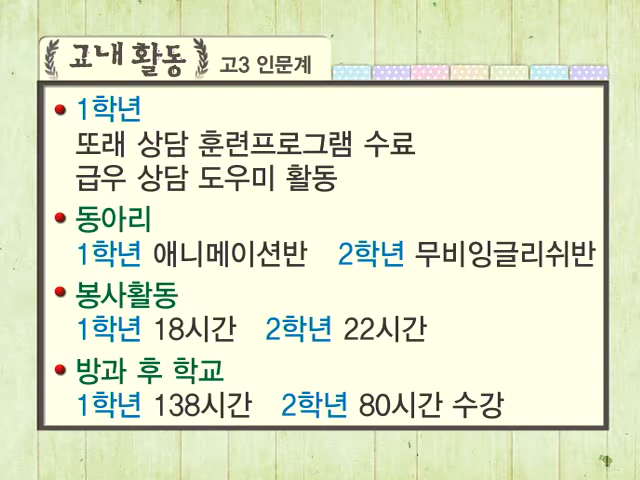 교내 활동 고3 인문계
1학년
또래 상담 훈련프로그램 수료
급우 상담 도우미 활동
동아리
1학년 애니메이션반 2학년 무비잉글리쉬반
봉사활동
1학년 18시간 2학년 22시간
방과 후 학교
1학년 138시간 2학년 80시간 수강